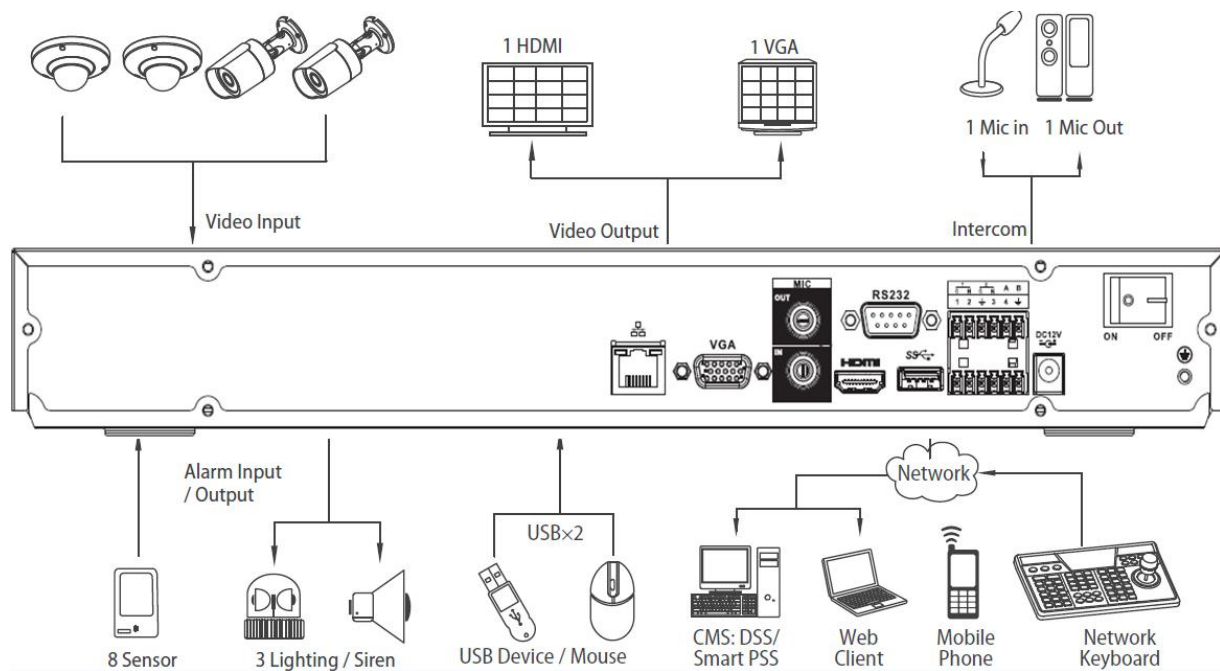 1 HDMI
1 VGA
1 Mic in
1 Mic Out
Video Input
Video Output
Intercom
MIC
OUT
IN
RS232
VGA
HDMI
SS
A B
1 2 3 4
DC12V
ON OFF
Alarm Input
/ Output
Network
USB×2
8 Sensor
3 Lighting / Siren
USB Device / Mouse
CMS: DSS/
Smart PSS
Web
Client
Mobile
Phone
Network
Keyboard